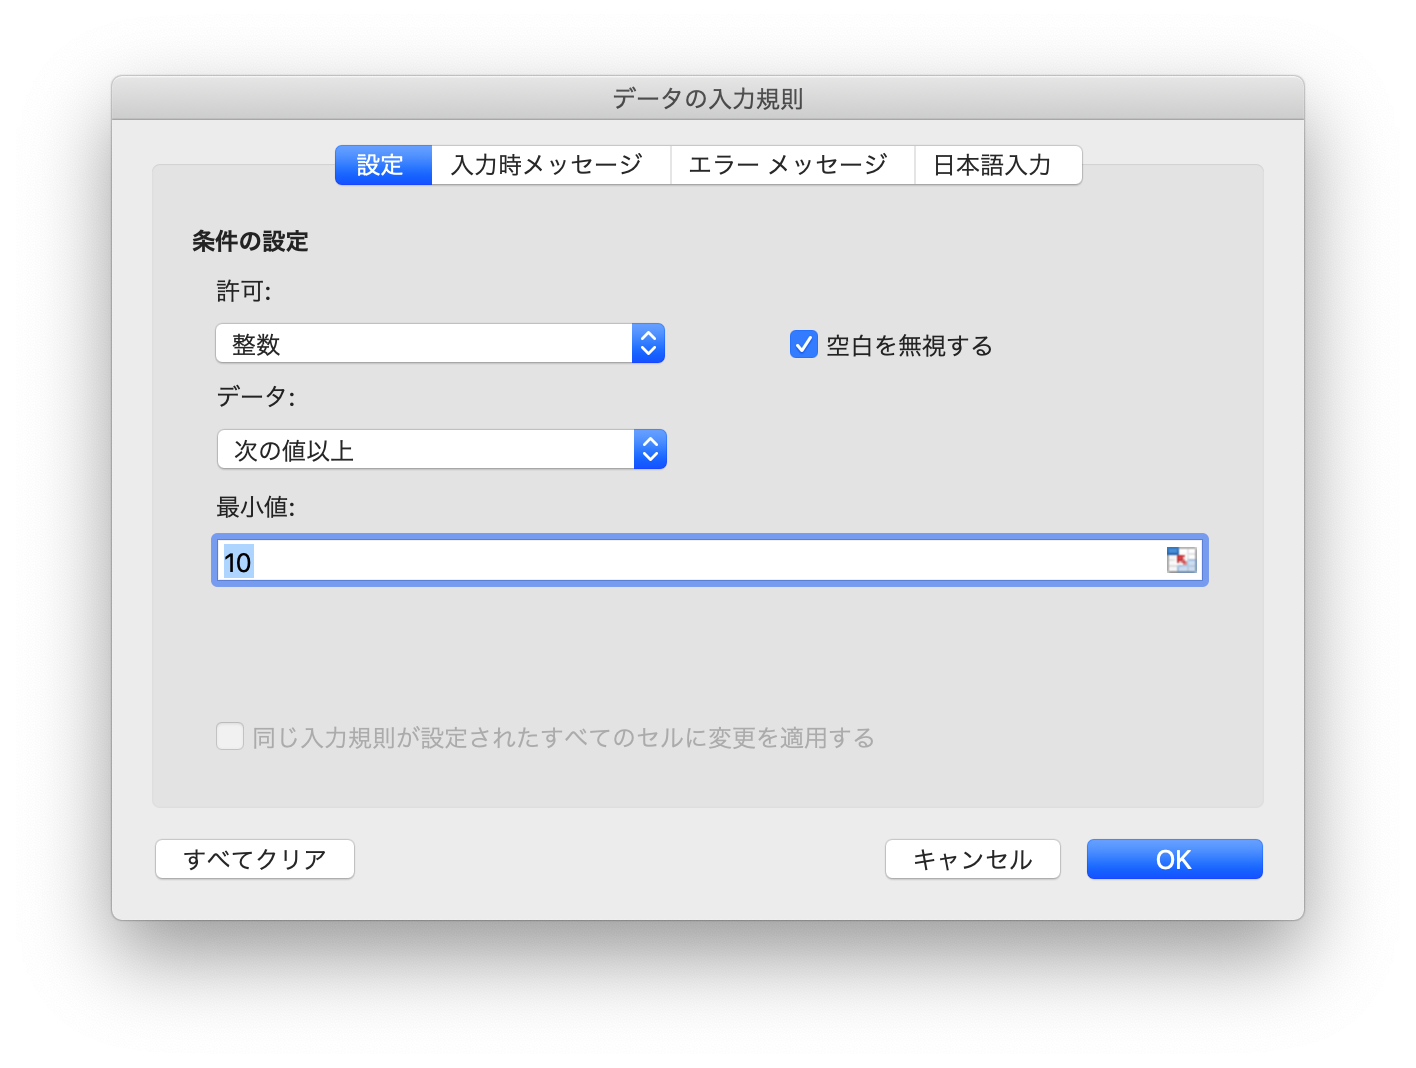 データの入力規則
設定 入力時メッセージ エラー メッセージ 日本語入力
条件の設定
許可:
整数 空白を無視する
データ:
次の値以上
最小値:
10
同じ入力規則が設定されたすべてのセルに変更を適用する
すべてクリア キャンセル OK